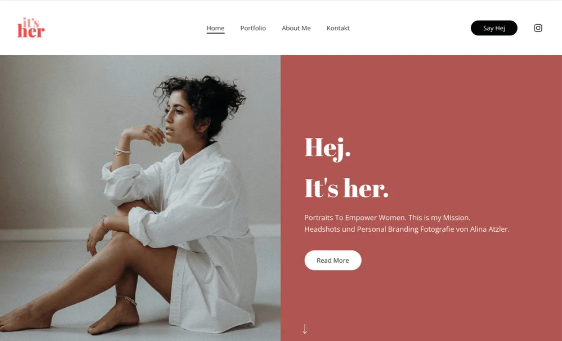 it's
her
Home Portfolio About Me Kontakt
Say Hej
Hej.
It's her.
Portraits To Empower Women. This is my Mission.
Headshots und Personal Branding Fotografie von Alina Atzler.
Read More